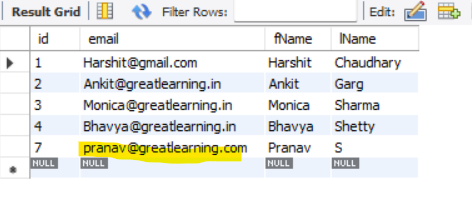 Result Grid Filter Rows: Edit:
id email fName lName
1 Harshit@gmail.com Harshit Chaudhary
2 Ankit@greatlearning.in Ankit Garg
3 Monica@greatlearning.in Monica Sharma
4 Bhavya@greatlearning.in Bhavya Shetty
7 pranav@greatlearning.com Pranav S
NULL NULL NULL NULL